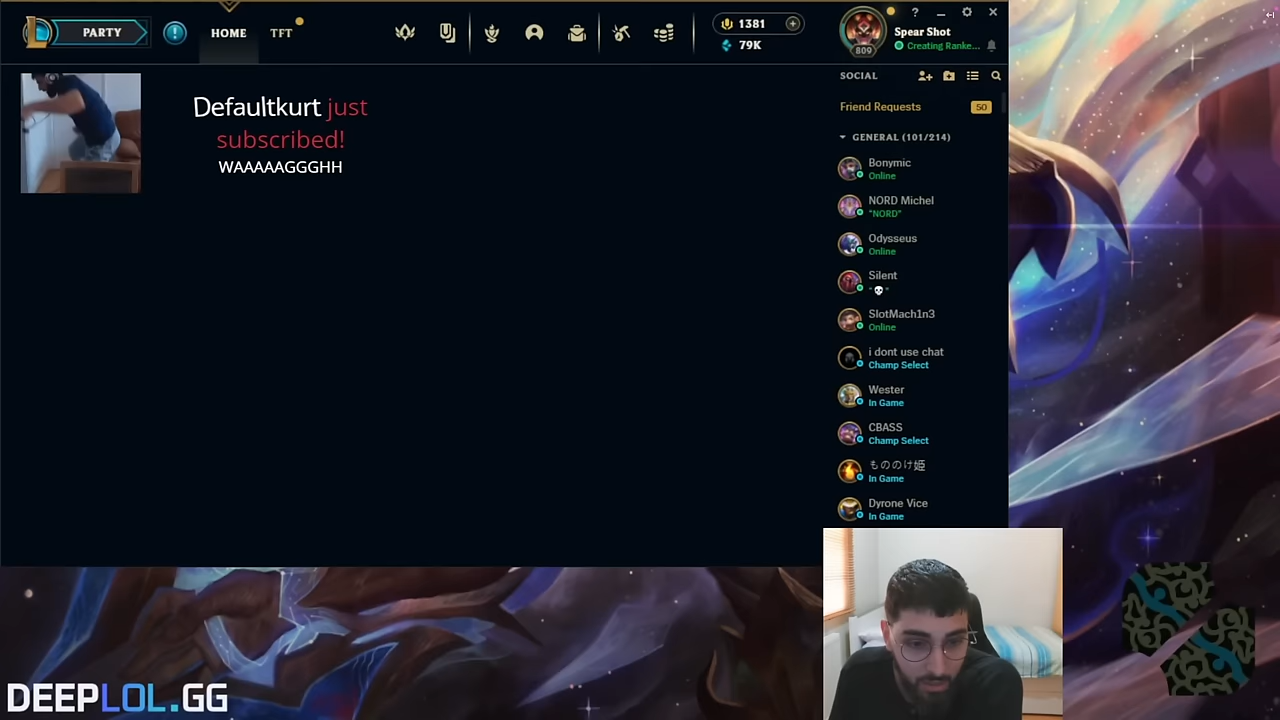 PARTY
HOME
TFT
1381
79K
809
Spear Shot
Creating Ranke...
?
SOCIAL
Friend Requests
50
GENERAL (101/214)
Bonymic
Online
NORD Michel
"NORD"
Odysseus
Online
Silent
SlotMach1n3
Online
i dont use chat
Champ Select
Wester
In Game
CBASS
Champ Select
もののけ姫
In Game
Dyrone Vice
In Game
Defaultkurt just
subscribed!
WAAAAAGGGHH
DEEPLOL.GG